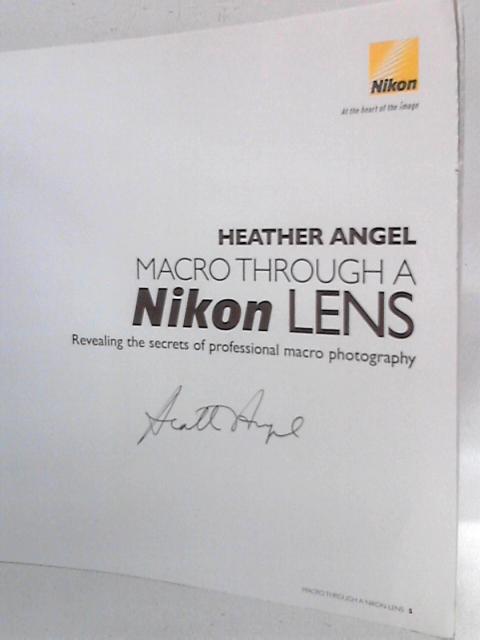 Nikon
At the heart of the image
HEATHER ANGEL
MACRO THROUGH A
Nikon LENS
Revealing the secrets of professional macro photography
MACRO THROUGH A NIKON LENS 5